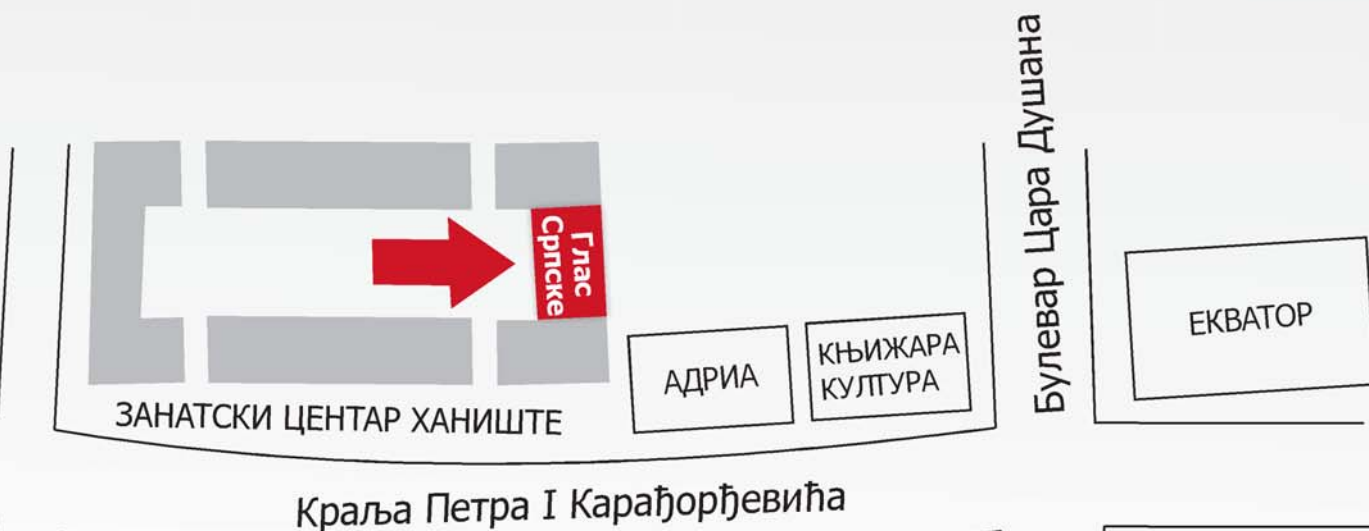 Булевар Цара Душана
Глас
Српске
ЕКВАТОР
КЊИЖАРА
КУЛТУРА
АДРИА
ЗАНАТСКИ ЦЕНТАР ХАНИШТЕ
Краља Петра I Карађорђевића